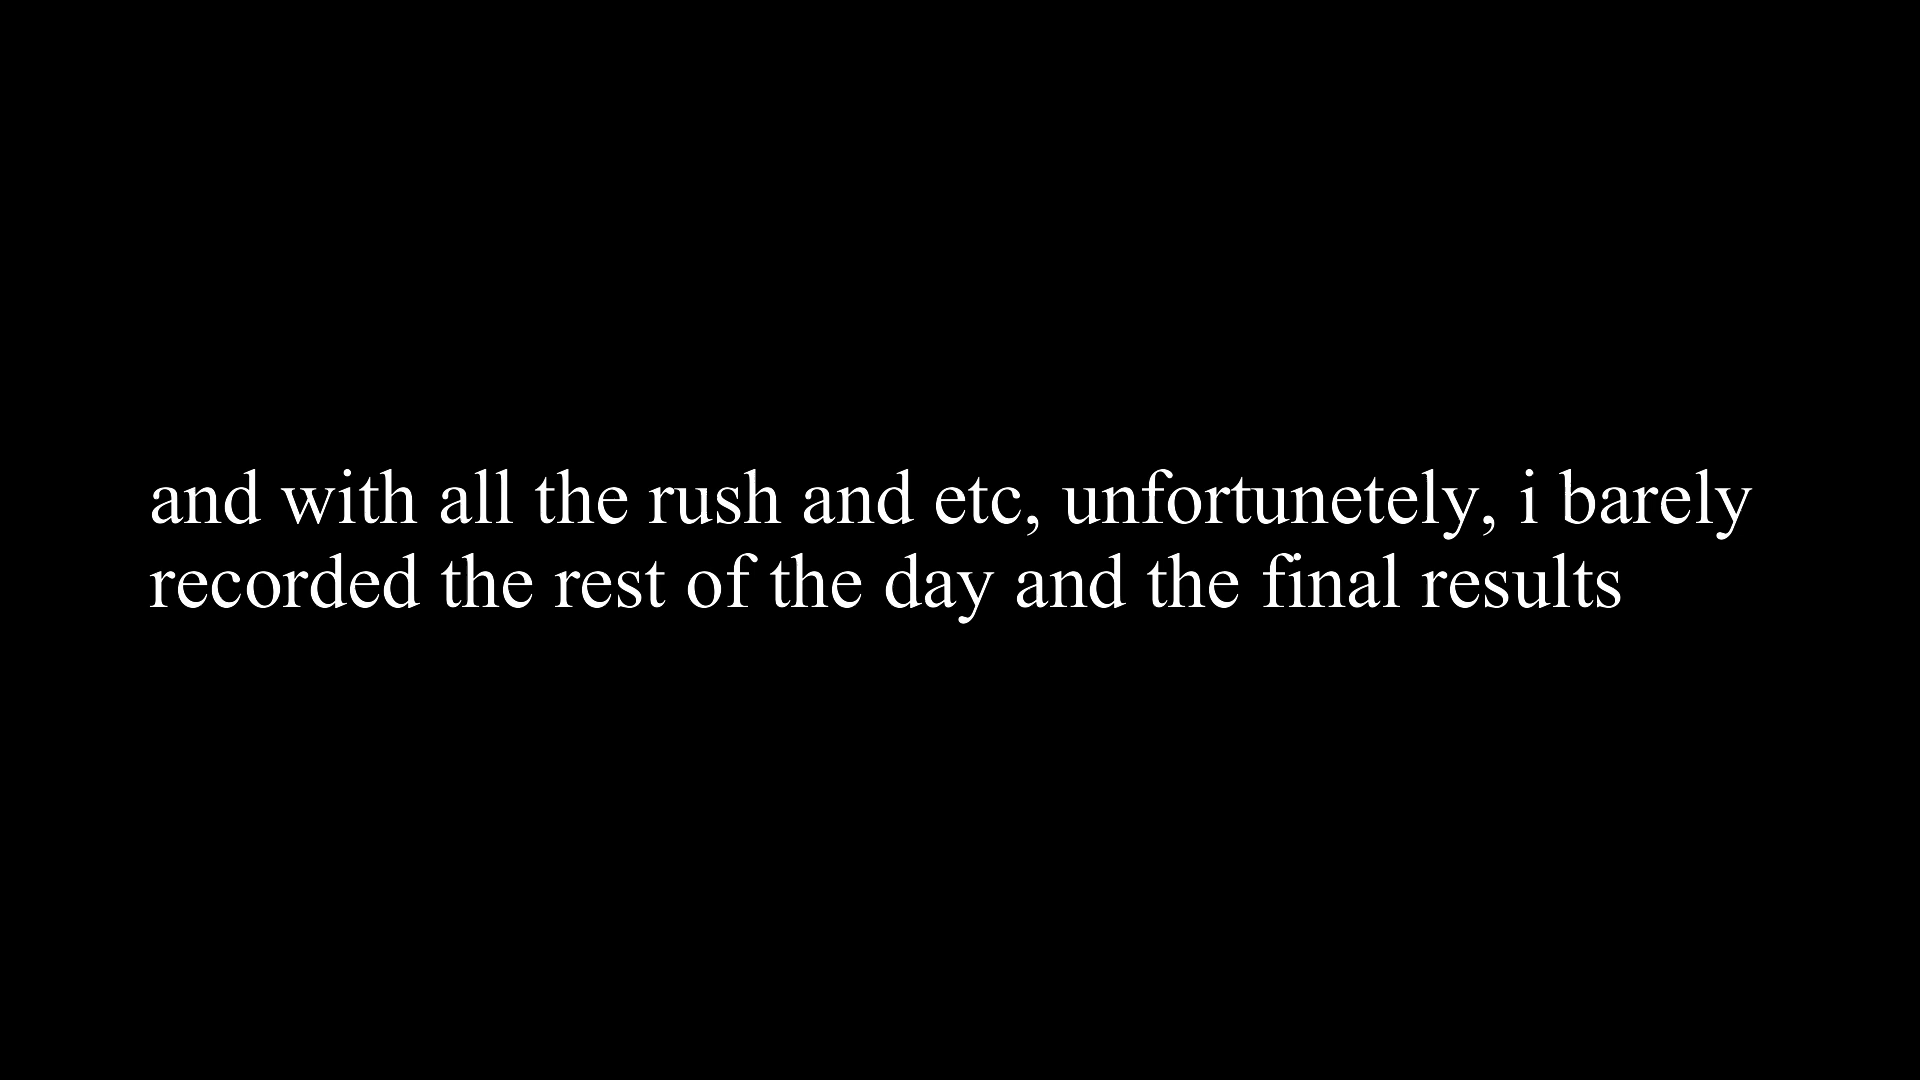 and with all the rush and etc, unfortunetely, i barely
recorded the rest of the day and the final results